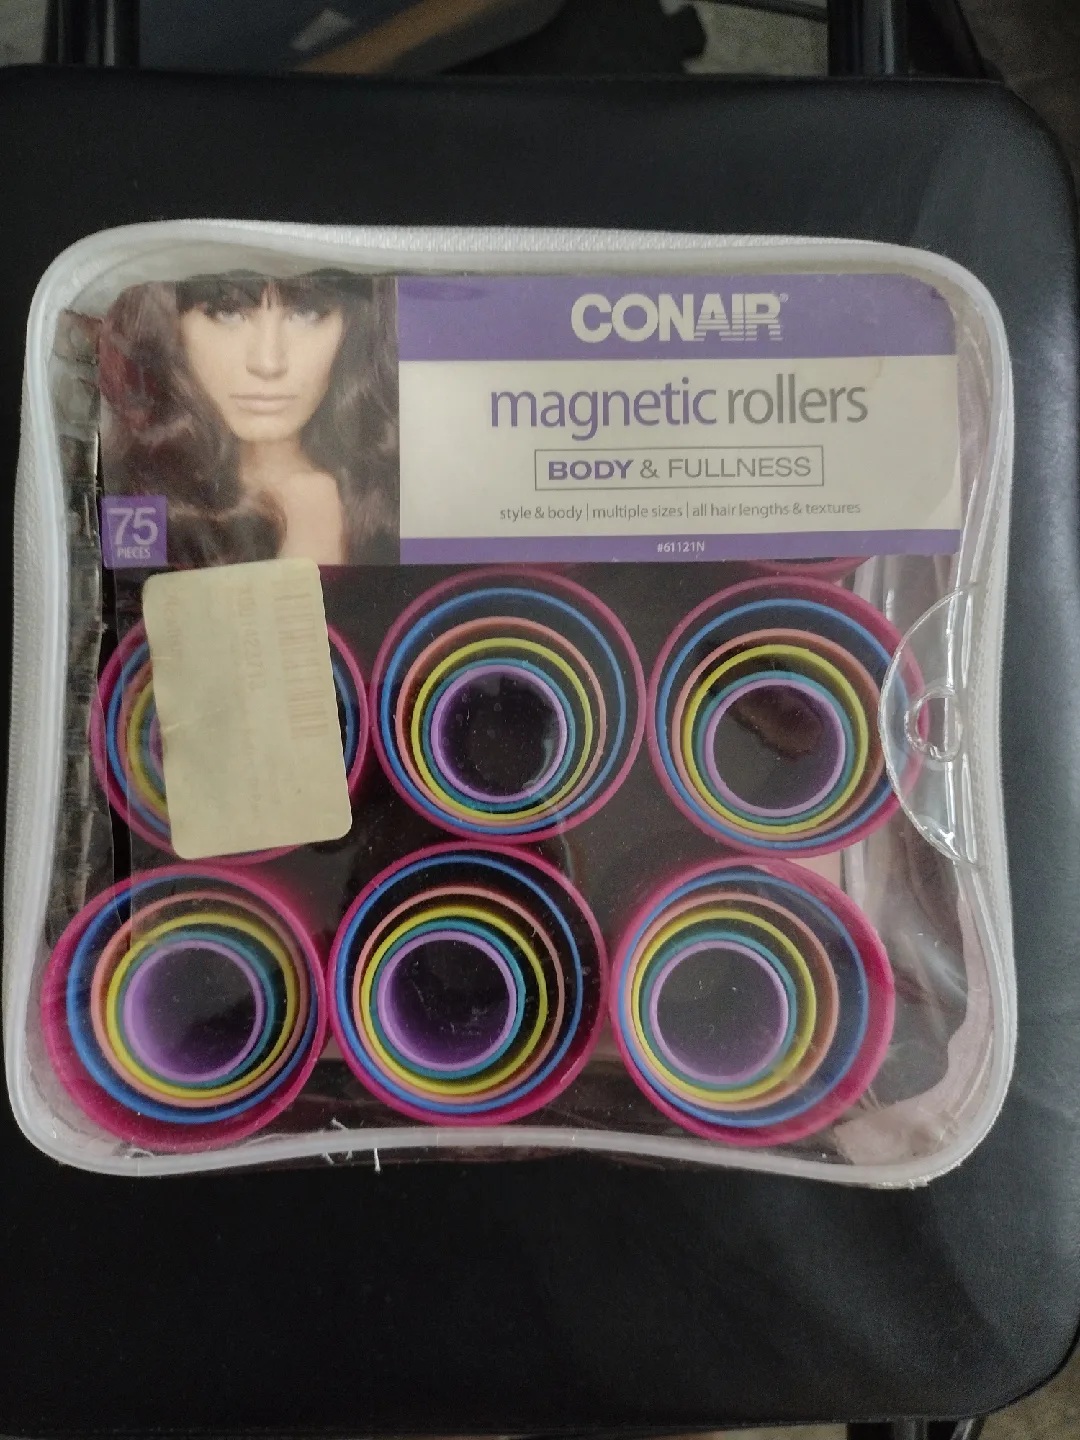 CONAIR®
magnetic rollers
BODY & FULLNESS
style & body | multiple sizes | all hair lengths & textures
75
PIECES
#61121N